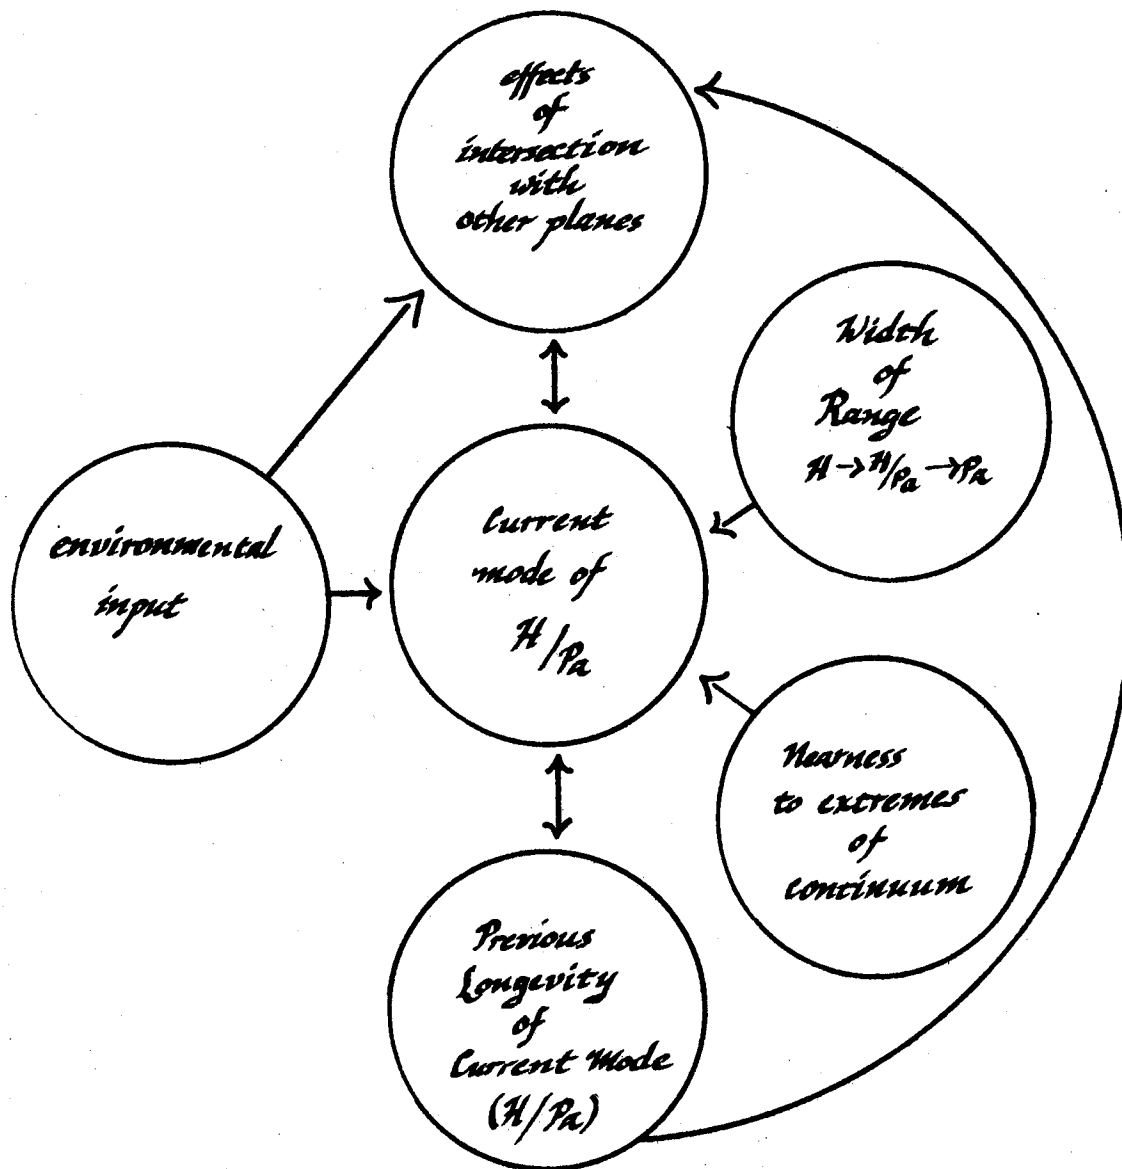 effects
of
intersection
with
other planes
Width
of
Range
H → H/Pa → Pa
environmental
input
Current
mode of
H/Pa
Nearness
to extremes
of
continuum
Previous
Longevity
of
Current Mode
(H/Pa)